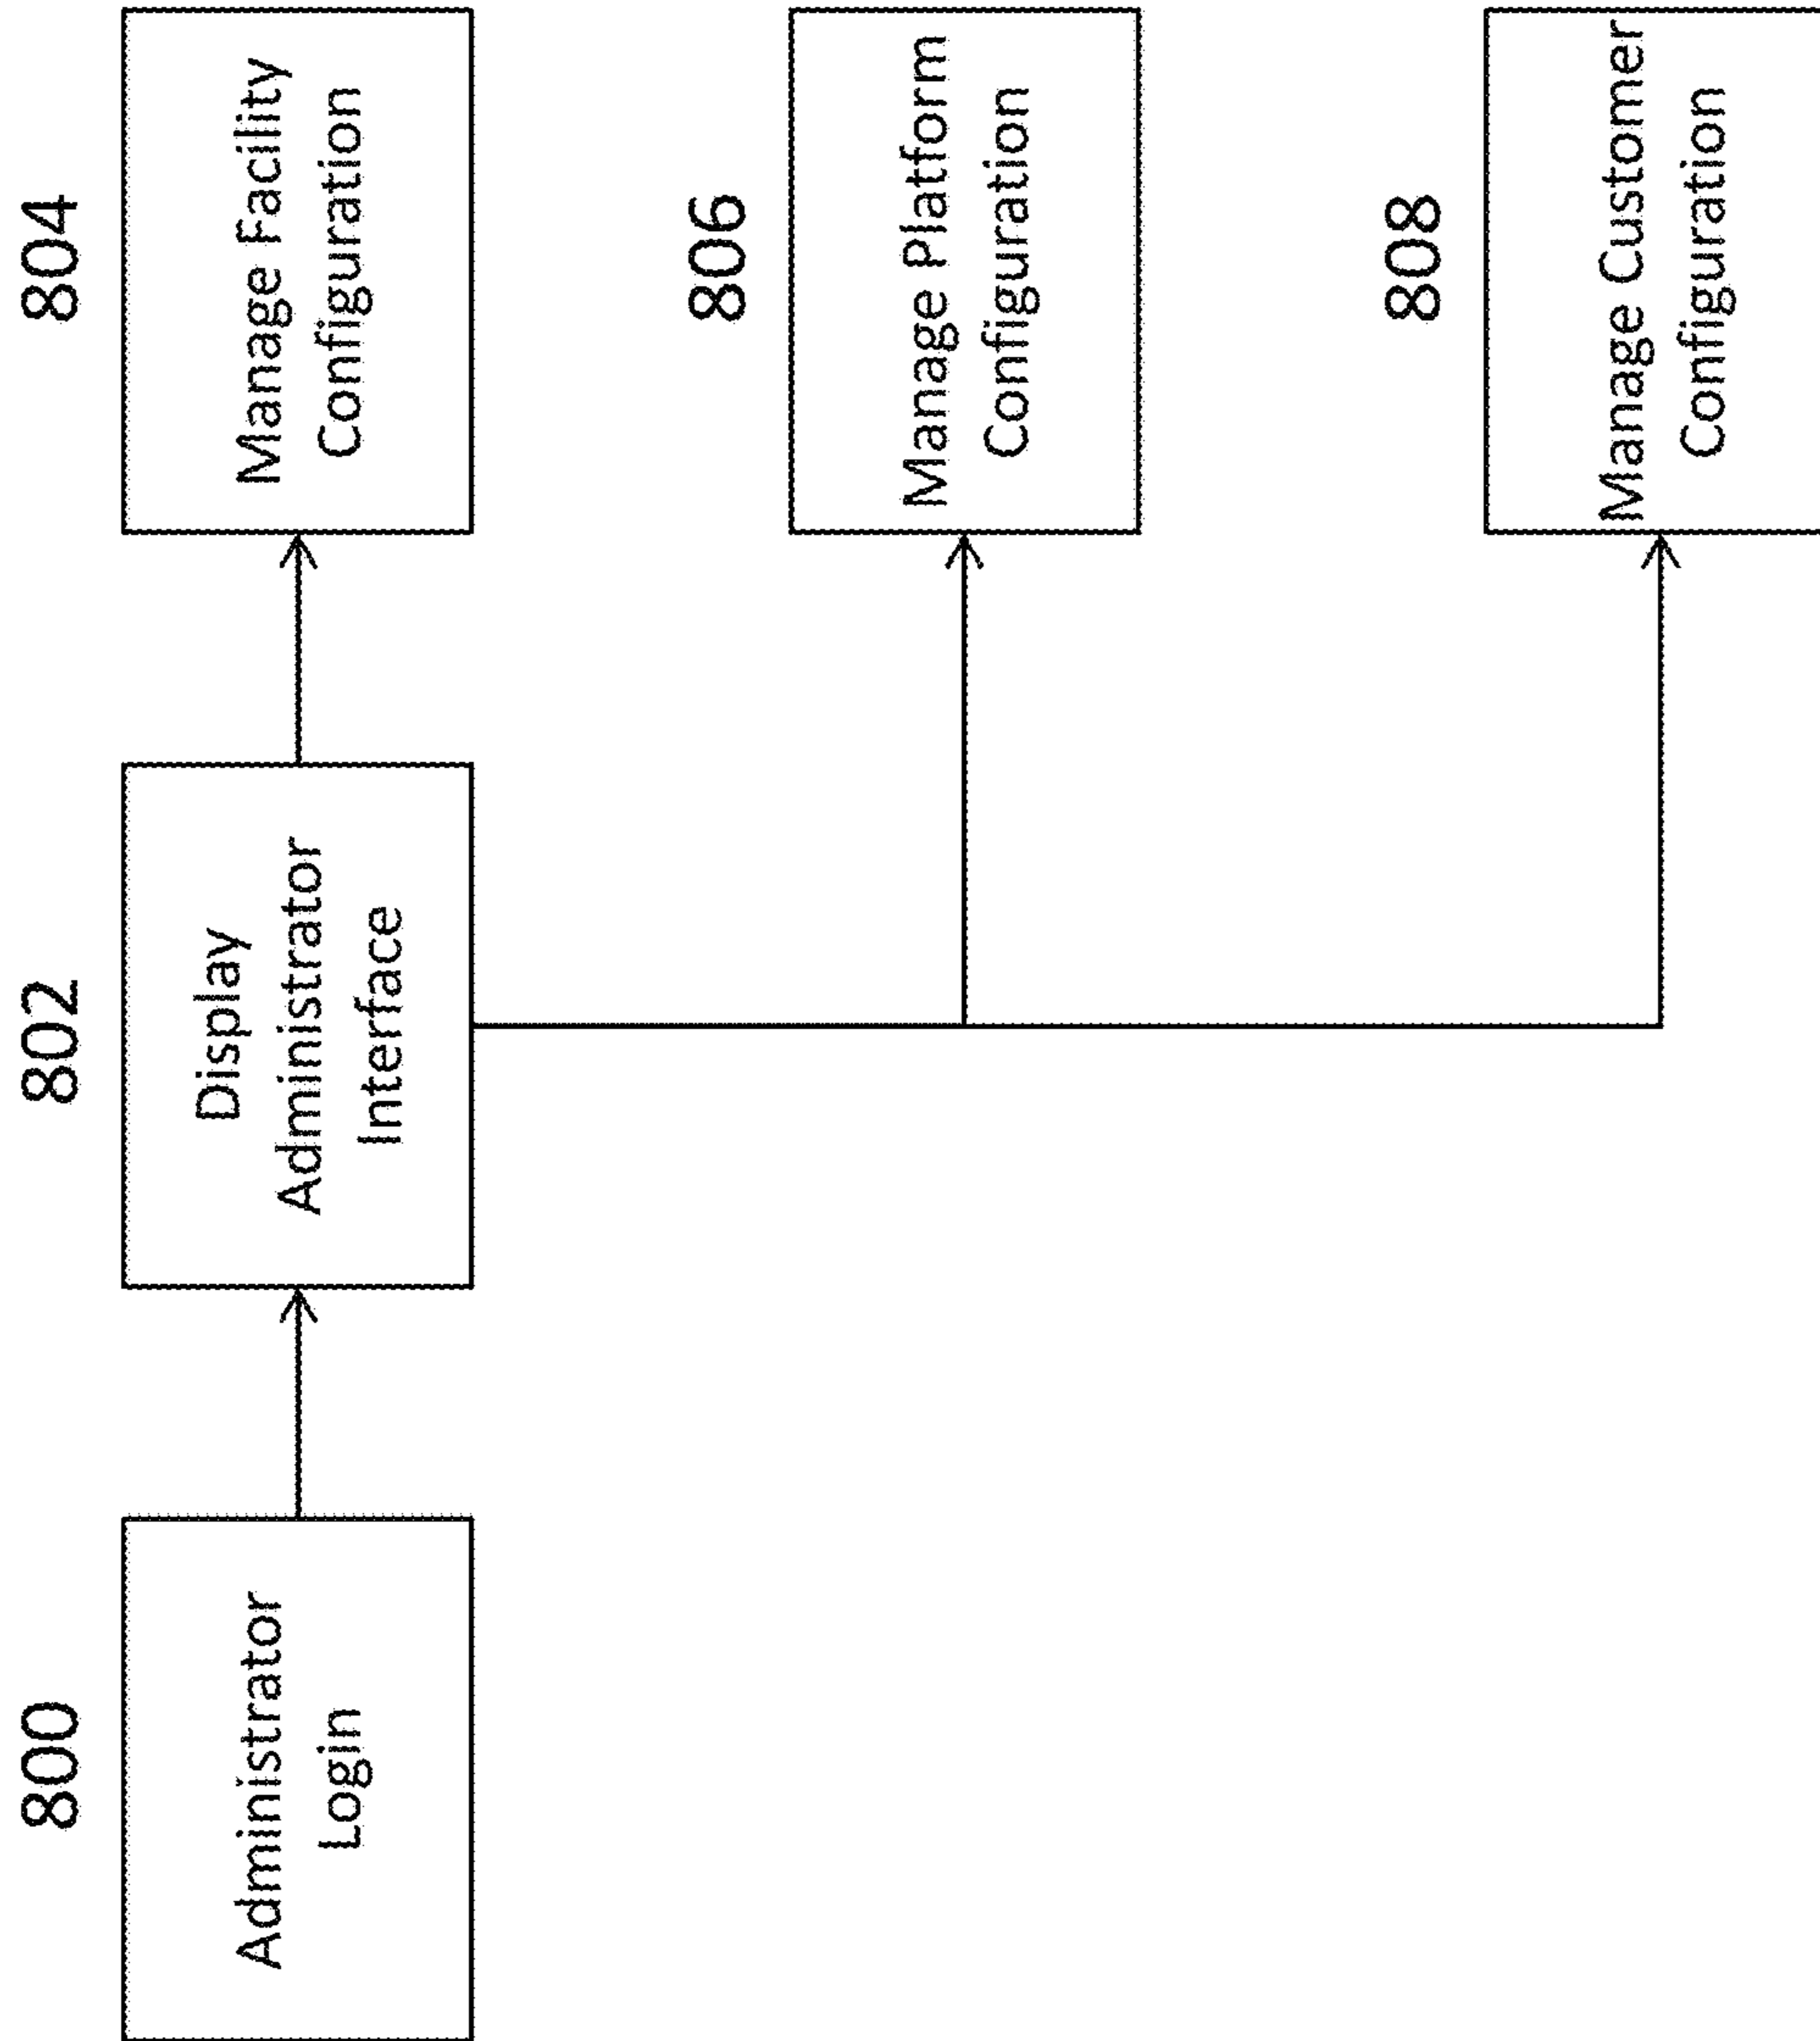 800
Administrator
Login
802
Display
Administrator
Interface
804
Manage Facility
Configuration
806
Manage Platform
Configuration
808
Manage Customer
Configuration